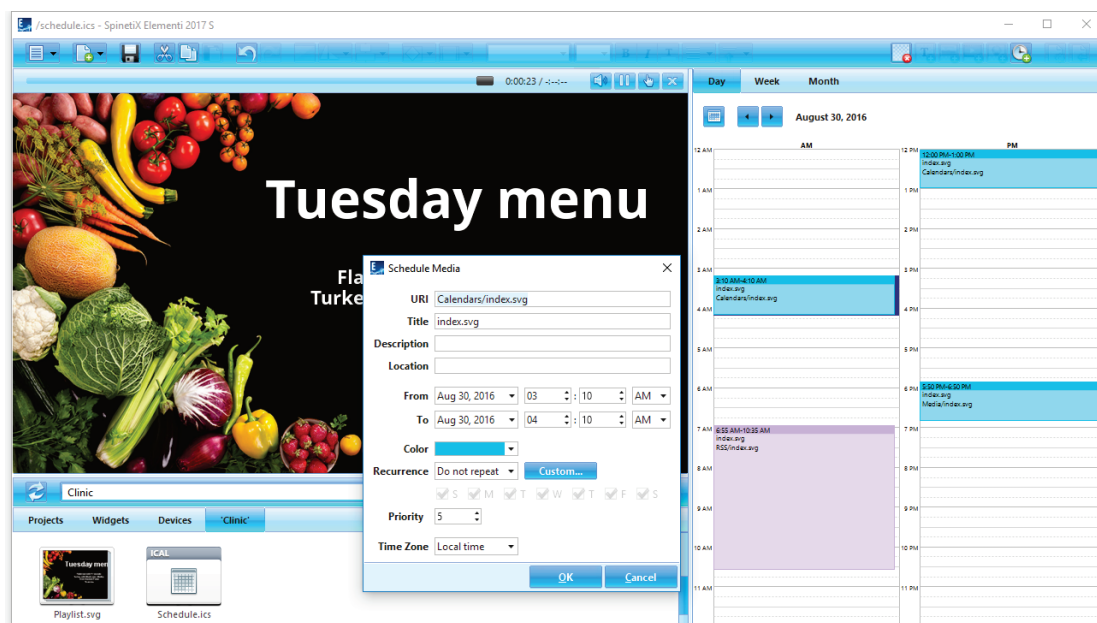 /schedule.ics - SpinetiX Elementi 2017 S
0:00:23 / -:--:--
Day Week Month
August 30, 2016
AM PM
Tuesday menu
Fla
Turke
Schedule Media
URI Calendars/index.svg
Title index.svg
Description
Location
From Aug 30, 2016 03 : 10 AM
To Aug 30, 2016 04 : 10 AM
Color
Recurrence Do not repeat Custom...
S M T W T F S
Priority 5
Time Zone Local time
OK Cancel
Clinic
Projects Widgets Devices 'Clinic'
Tuesday men
ICAL
Playlist.svg Schedule.ics
12 AM
1 AM
2 AM
3 AM
3:10 AM-4:10 AM
index.svg
Calendars/index.svg
4 AM
5 AM
6 AM
7 AM
6:55 AM-10:35 AM
index.svg
RSS/index.svg
8 AM
9 AM
10 AM
11 AM
12 PM
12:00 PM-1:00 PM
index.svg
Calendars/index.svg
1 PM
2 PM
3 PM
4 PM
5 PM
6 PM
5:50 PM-6:50 PM
index.svg
Media/index.svg
7 PM
8 PM
9 PM
10 PM
11 PM